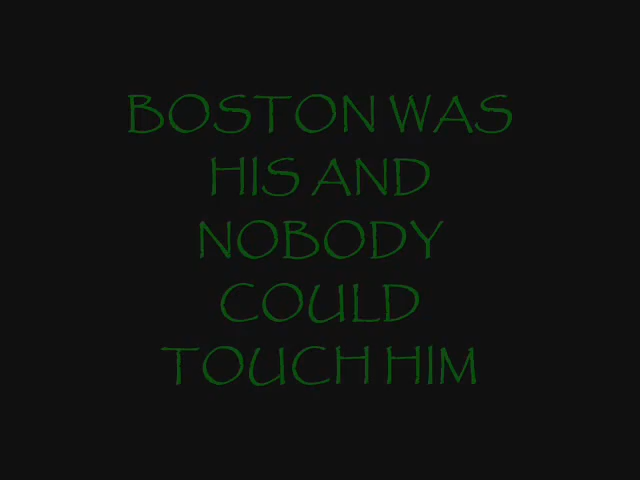 BOSTON WAS
HIS AND
NOBODY
COULD
TOUCH HIM